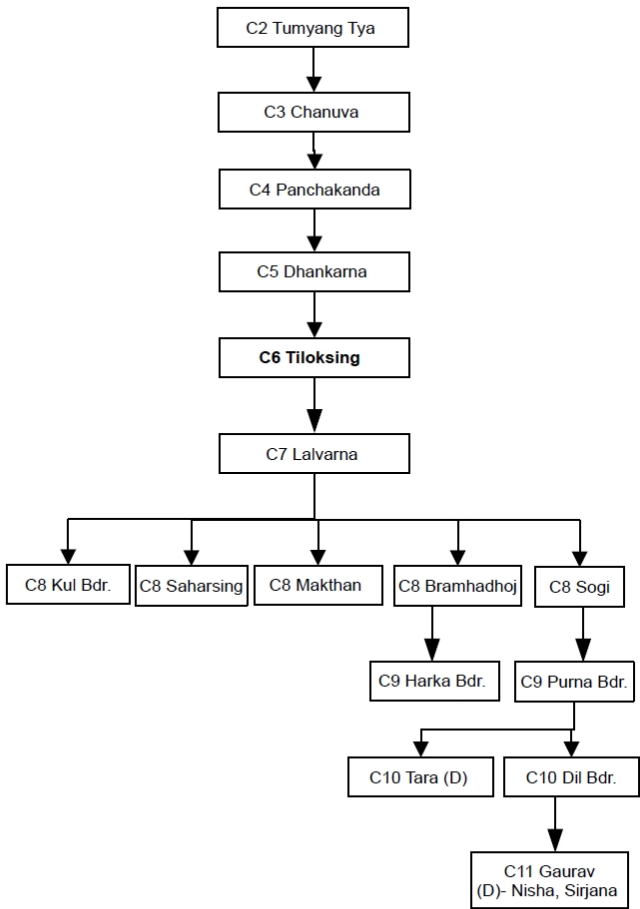 C2 Tumyang Tya
C3 Chanuva
C4 Panchakanda
C5 Dhankarna
C6 Tiloksing
C7 Lalvarna
C8 Kul Bdr.
C8 Saharsing
C8 Makthan
C8 Bramhadhoj
C8 Sogi
C9 Harka Bdr.
C9 Purna Bdr.
C10 Tara (D)
C10 Dil Bdr.
C11 Gaurav
(D)- Nisha, Sirjana